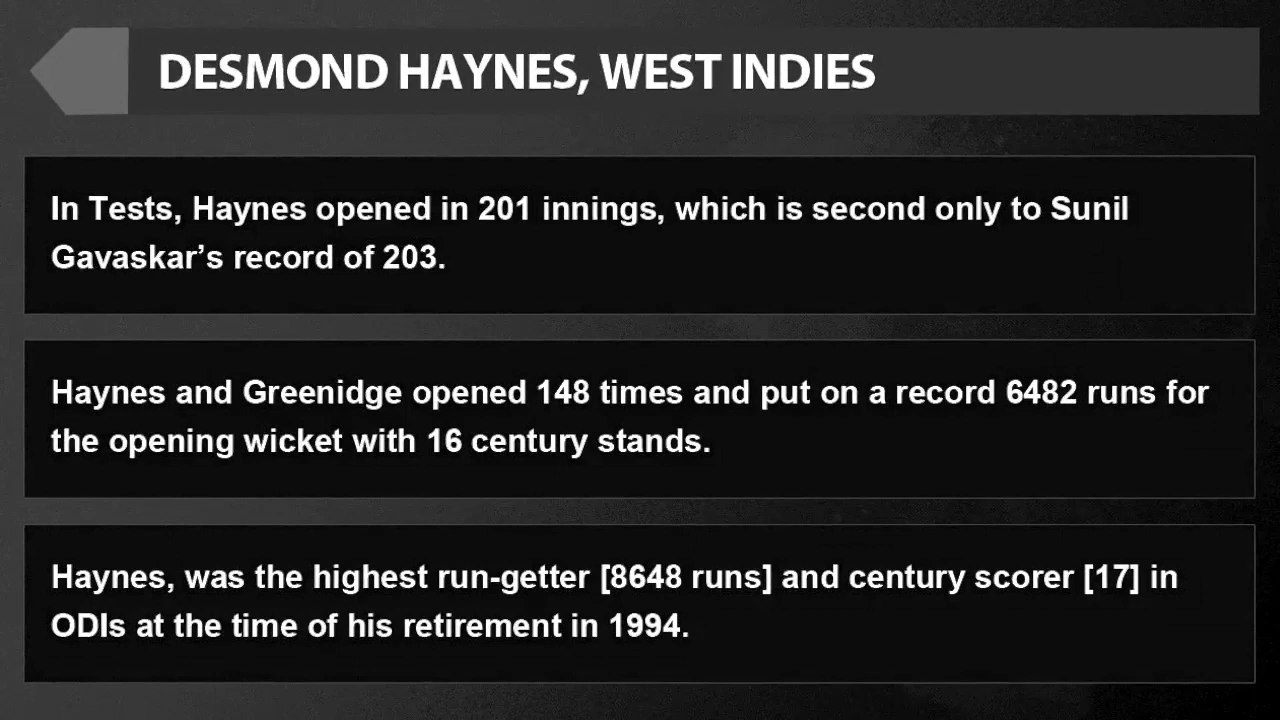 DESMOND HAYNES, WEST INDIES
In Tests, Haynes opened in 201 innings, which is second only to Sunil
Gavaskar’s record of 203.
Haynes and Greenidge opened 148 times and put on a record 6482 runs for
the opening wicket with 16 century stands.
Haynes, was the highest run-getter [8648 runs] and century scorer [17] in
ODIs at the time of his retirement in 1994.